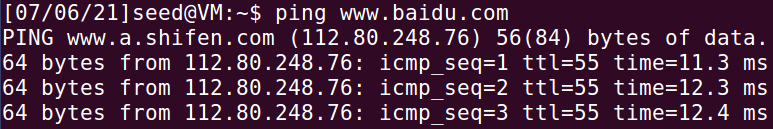 [07/06/21]seed@VM:~$ ping www.baidu.com
PING www.a.shifen.com (112.80.248.76) 56(84) bytes of data.
64 bytes from 112.80.248.76: icmp_seq=1 ttl=55 time=11.3 ms
64 bytes from 112.80.248.76: icmp_seq=2 ttl=55 time=12.3 ms
64 bytes from 112.80.248.76: icmp_seq=3 ttl=55 time=12.4 ms